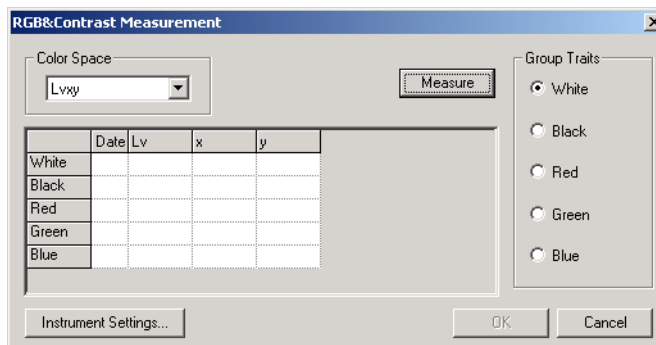 RGB&Contrast Measurement
Color Space
Lvxy
Measure
Group Traits
White
Black
Red
Green
Blue
Date Lv x y
White
Black
Red
Green
Blue
Instrument Settings...
OK
Cancel